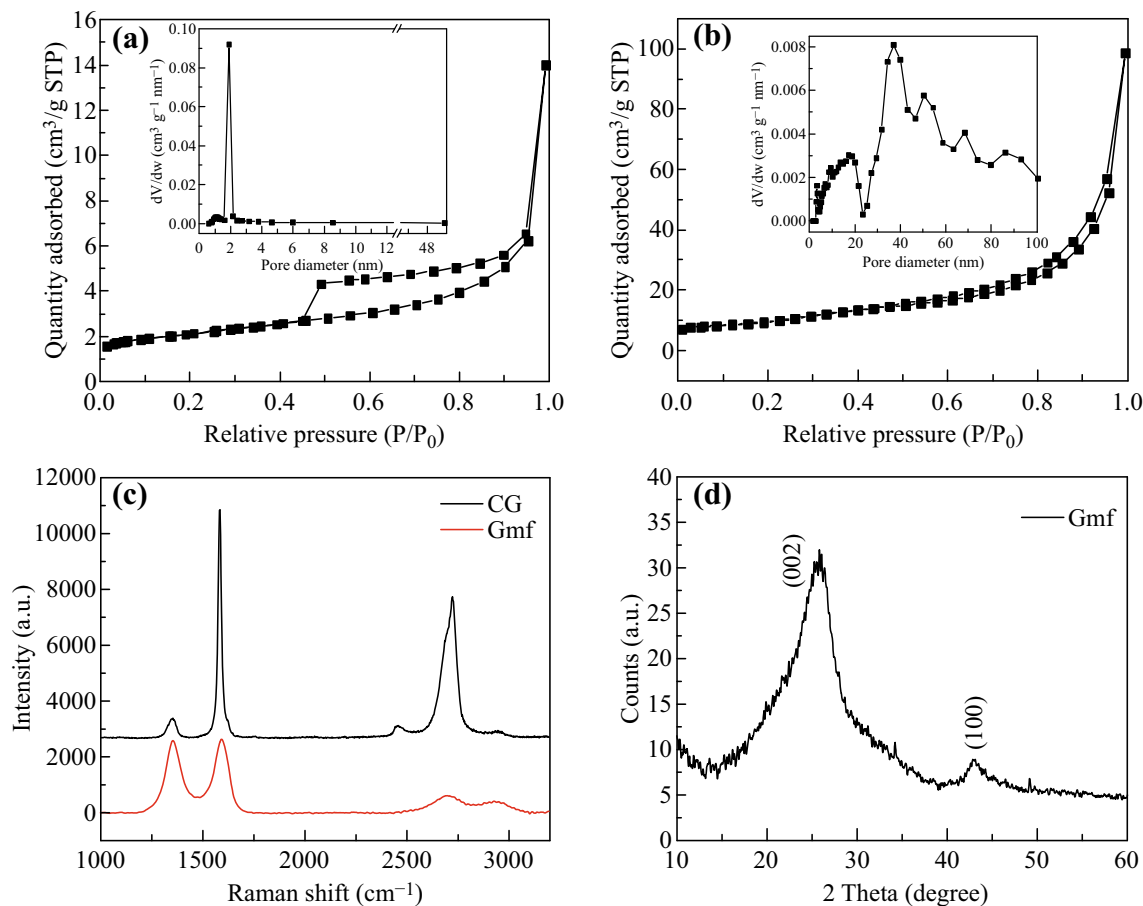 (a)
16
14
12
10
8
6
4
2
0
Quantity adsorbed (cm³/g STP)
0.0 0.2 0.4 0.6 0.8 1.0
Relative pressure (P/P₀)
0.10
0.08
0.06
0.04
0.02
0.00
dV/dw (cm³ g⁻¹ nm⁻¹)
0 2 4 6 8 10 12 48
Pore diameter (nm)
(b)
100
80
60
40
20
0
Quantity adsorbed (cm³/g STP)
0.0 0.2 0.4 0.6 0.8 1.0
Relative pressure (P/P₀)
0.008
0.006
0.004
0.002
0.000
dV/dw (cm³ g⁻¹ nm⁻¹)
0 20 40 60 80 100
Pore diameter (nm)
(c)
12000
10000
8000
6000
4000
2000
0
Intensity (a.u.)
CG
Gmf
1000 1500 2000 2500 3000
Raman shift (cm⁻¹)
(d)
40
35
30
25
20
15
10
5
0
Counts (a.u.)
Gmf
(002)
(100)
10 20 30 40 50 60
2 Theta (degree)